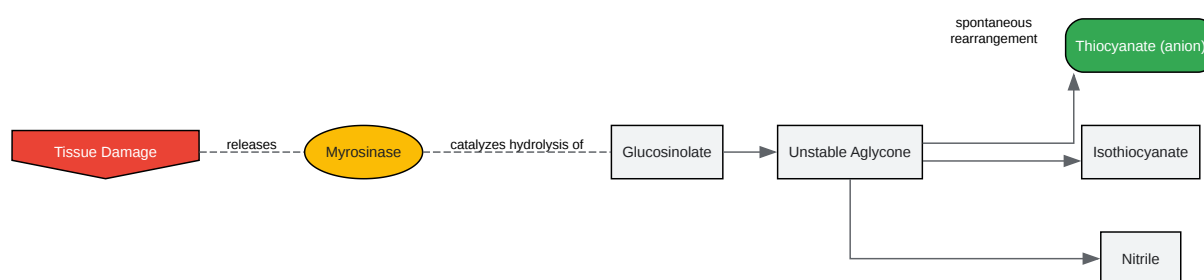 spontaneous
rearrangement
Thiocyanate (anion)
Tissue Damage
releases
Myrosinase
catalyzes hydrolysis of
Glucosinolate
Unstable Aglycone
Isothiocyanate
Nitrile